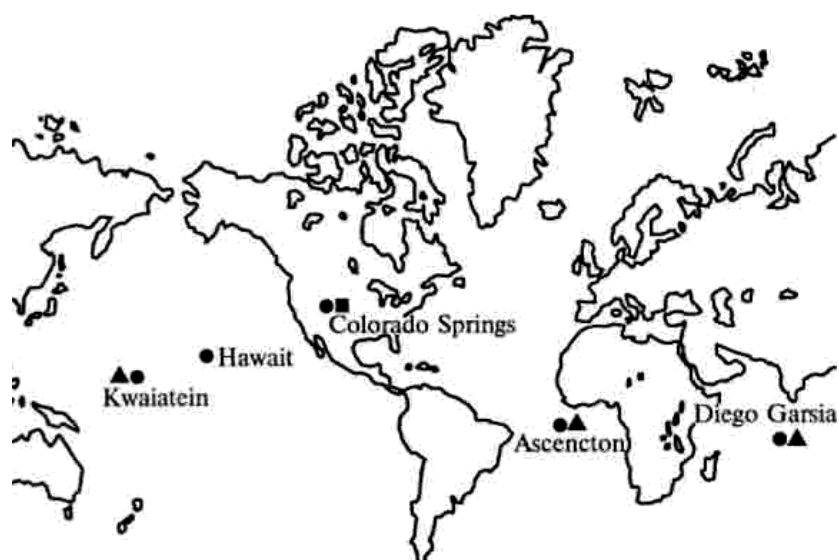 Colorado Springs
Hawait
Kwaiatein
Diego Garsia
Ascencton